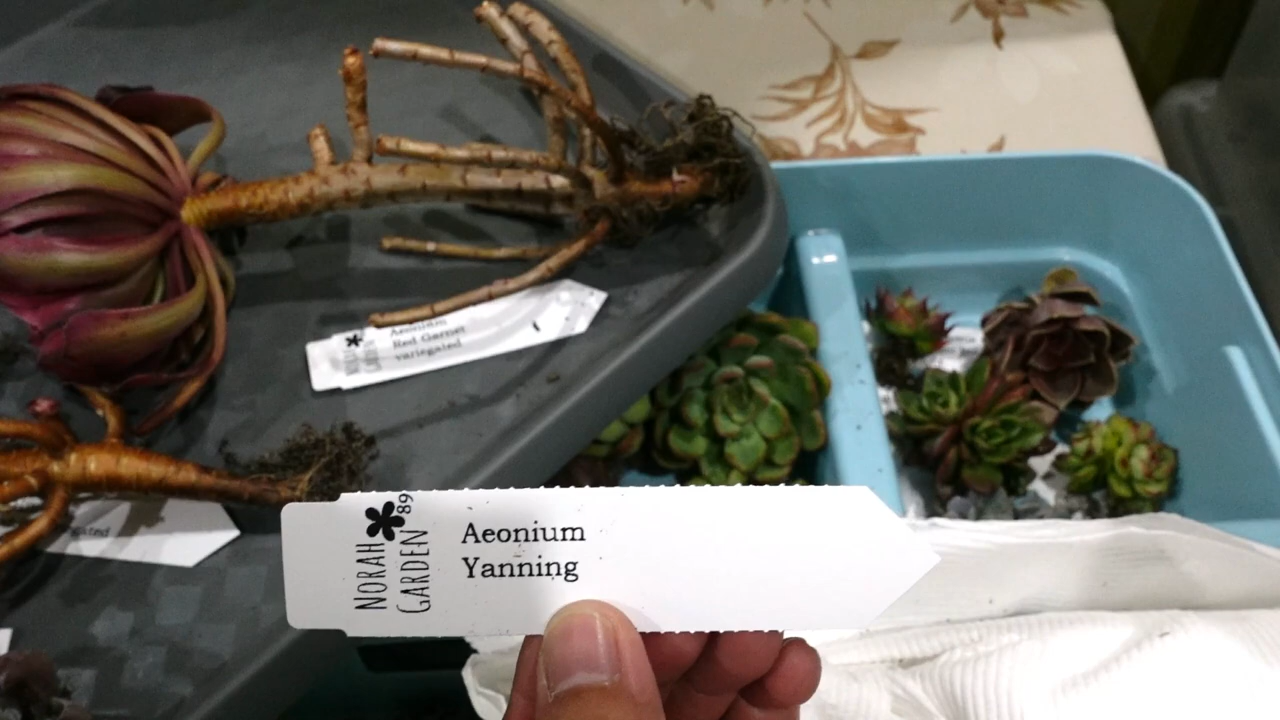 Aeonium
Red Garnet
variegated
NORAH
GARDEN 89
Aeonium
Yanning